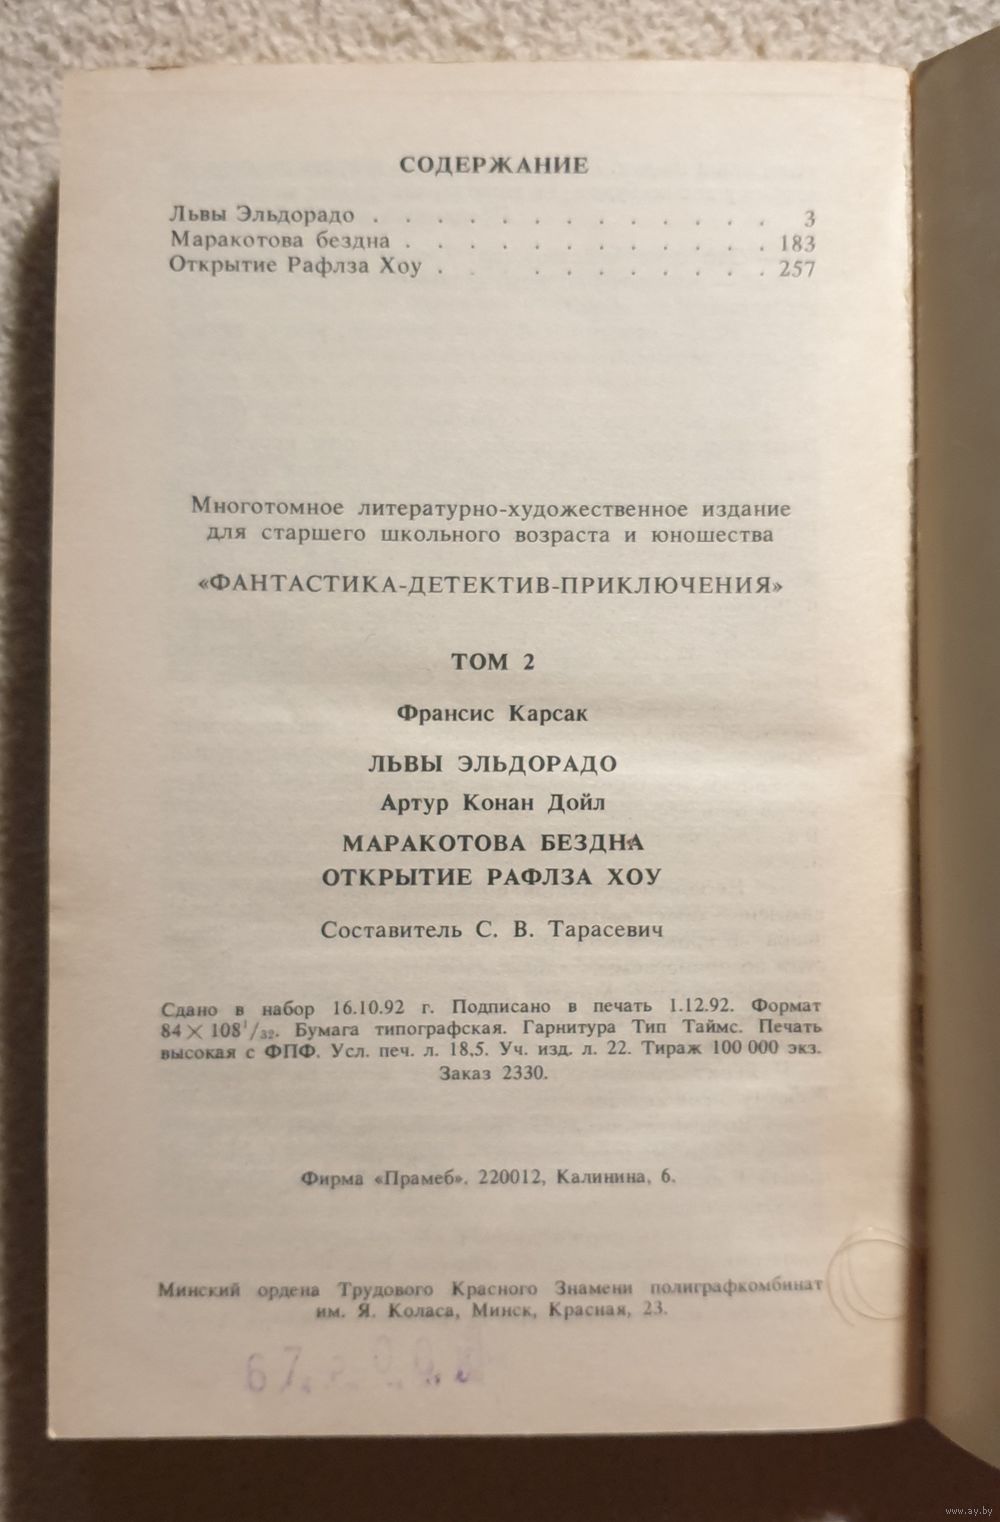 СОДЕРЖАНИЕ
Львы Эльдорадо . . . . . . . . . . . . . 3
Маракотова бездна . . . . . . . . . . . . 183
Открытие Рафлза Хоу . . . . . . . . . . 257
Многотомное литературно-художественное издание
для старшего школьного возраста и юношества
«ФАНТАСТИКА-ДЕТЕКТИВ-ПРИКЛЮЧЕНИЯ»
ТОМ 2
Франсис Карсак
ЛЬВЫ ЭЛЬДОРАДО
Артур Конан Дойл
МАРАКОТОВА БЕЗДНА
ОТКРЫТИЕ РАФЛЗА ХОУ
Составитель С. В. Тарасевич
Сдано в набор 16.10.92 г. Подписано в печать 1.12.92. Формат
84×108¹/₃₂. Бумага типографская. Гарнитура Тип Таймс. Печать
высокая с ФПФ. Усл. печ. л. 18,5. Уч. изд. л. 22. Тираж 100 000 экз.
Заказ 2330.
Фирма «Прамеб». 220012, Калинина, 6.
Минский ордена Трудового Красного Знамени полиграфкомбинат
им. Я. Коласа, Минск, Красная, 23.
www.ay.by